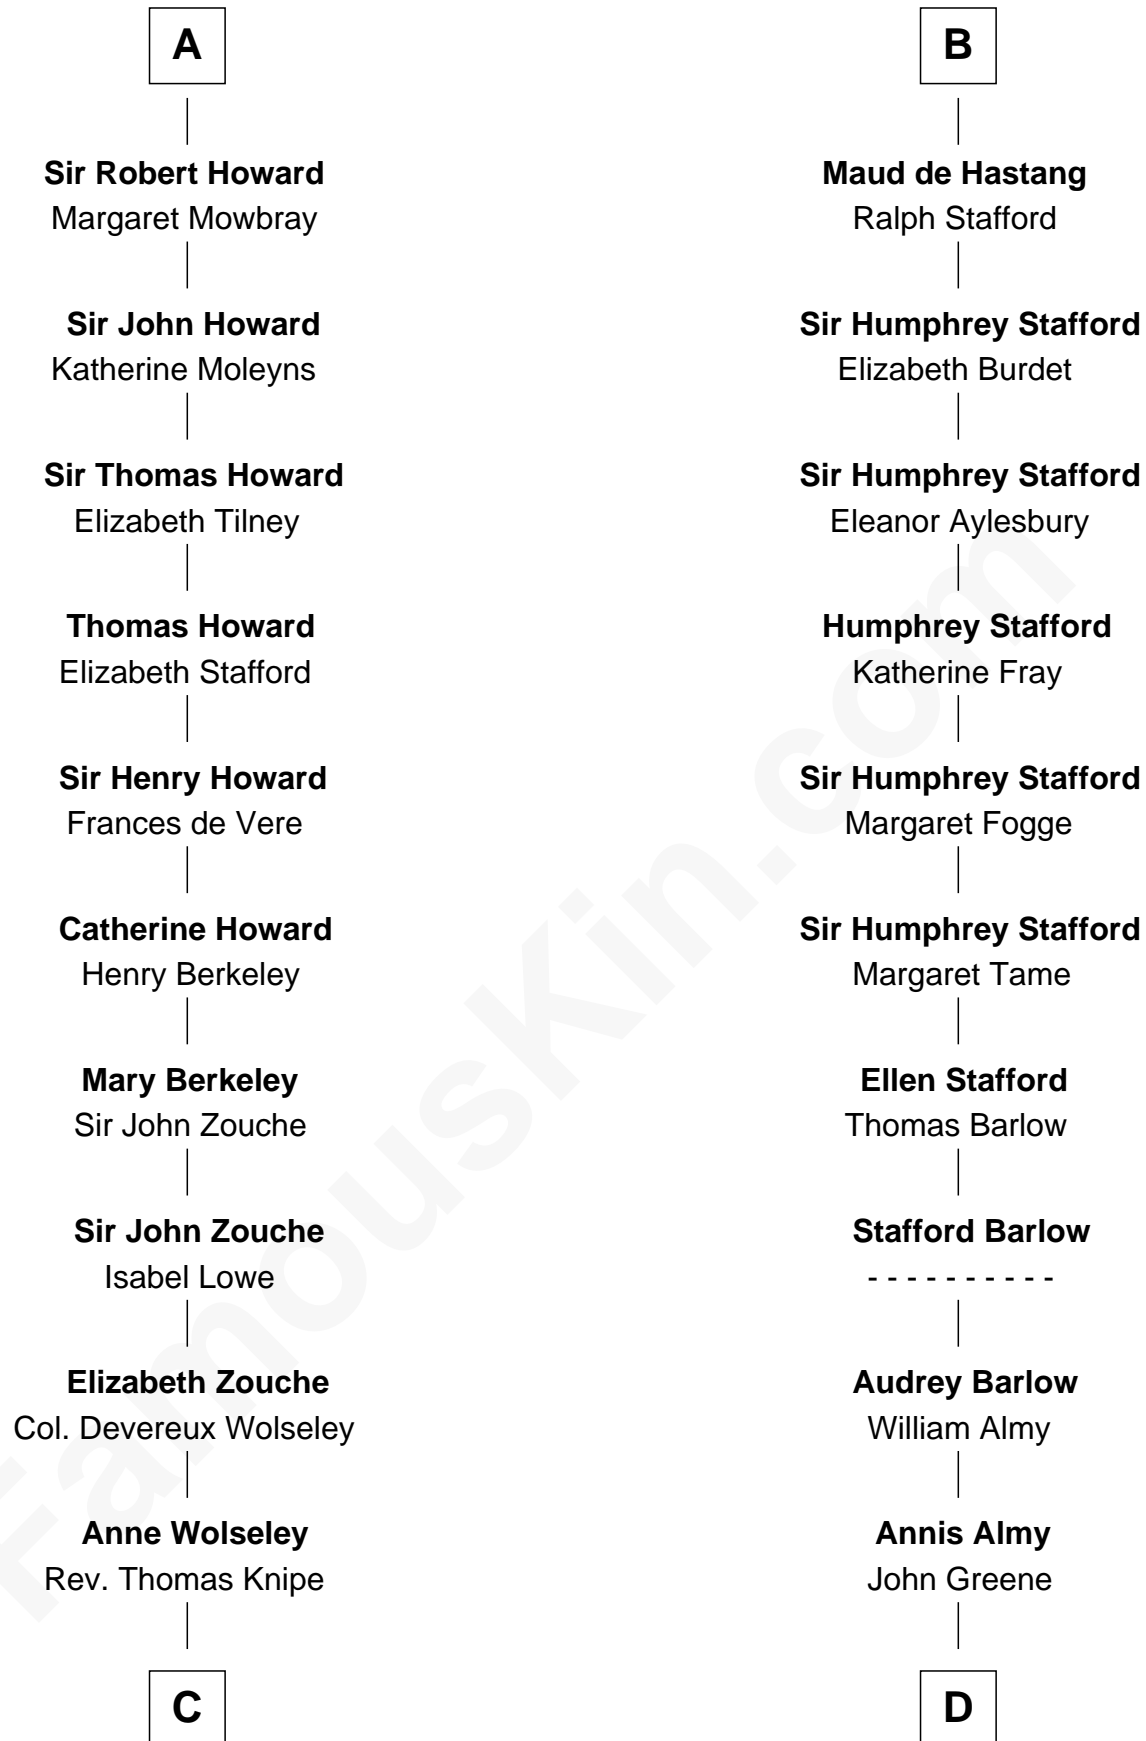 A
Sir Robert Howard
Margaret Mowbray
Sir John Howard
Katherine Moleyns
Sir Thomas Howard
Elizabeth Tilney
Thomas Howard
Elizabeth Stafford
Sir Henry Howard
Frances de Vere
Catherine Howard
Henry Berkeley
Mary Berkeley
Sir John Zouche
Sir John Zouche
Isabel Lowe
Elizabeth Zouche
Col. Devereux Wolseley
Anne Wolseley
Rev. Thomas Knipe
C
B
Maud de Hastang
Ralph Stafford
Sir Humphrey Stafford
Elizabeth Burdet
Sir Humphrey Stafford
Eleanor Aylesbury
Humphrey Stafford
Katherine Fray
Sir Humphrey Stafford
Margaret Fogge
Sir Humphrey Stafford
Margaret Tame
Ellen Stafford
Thomas Barlow
Stafford Barlow
- - - - - - - - - -
Audrey Barlow
William Almy
Annis Almy
John Greene
D
FamousKin.com